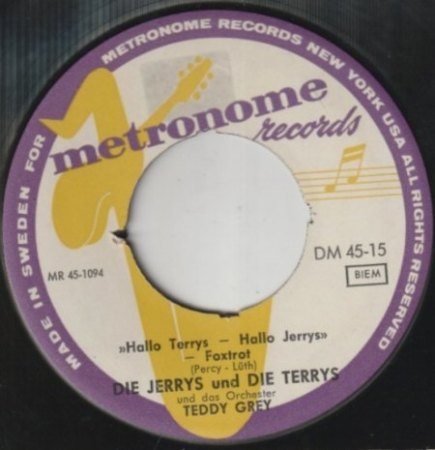 MADE IN SWEDEN FOR METRONOME RECORDS NEW YORK USA ALL RIGHTS RESERVED
metronome
records
DM 45-15
MR 45-1094
BIEM
»Hallo Terrys – Hallo Jerrys«
– Foxtrot
(Percy - Lüth)
DIE JERRYS und DIE TERRYS
und das Orchester
TEDDY GREY